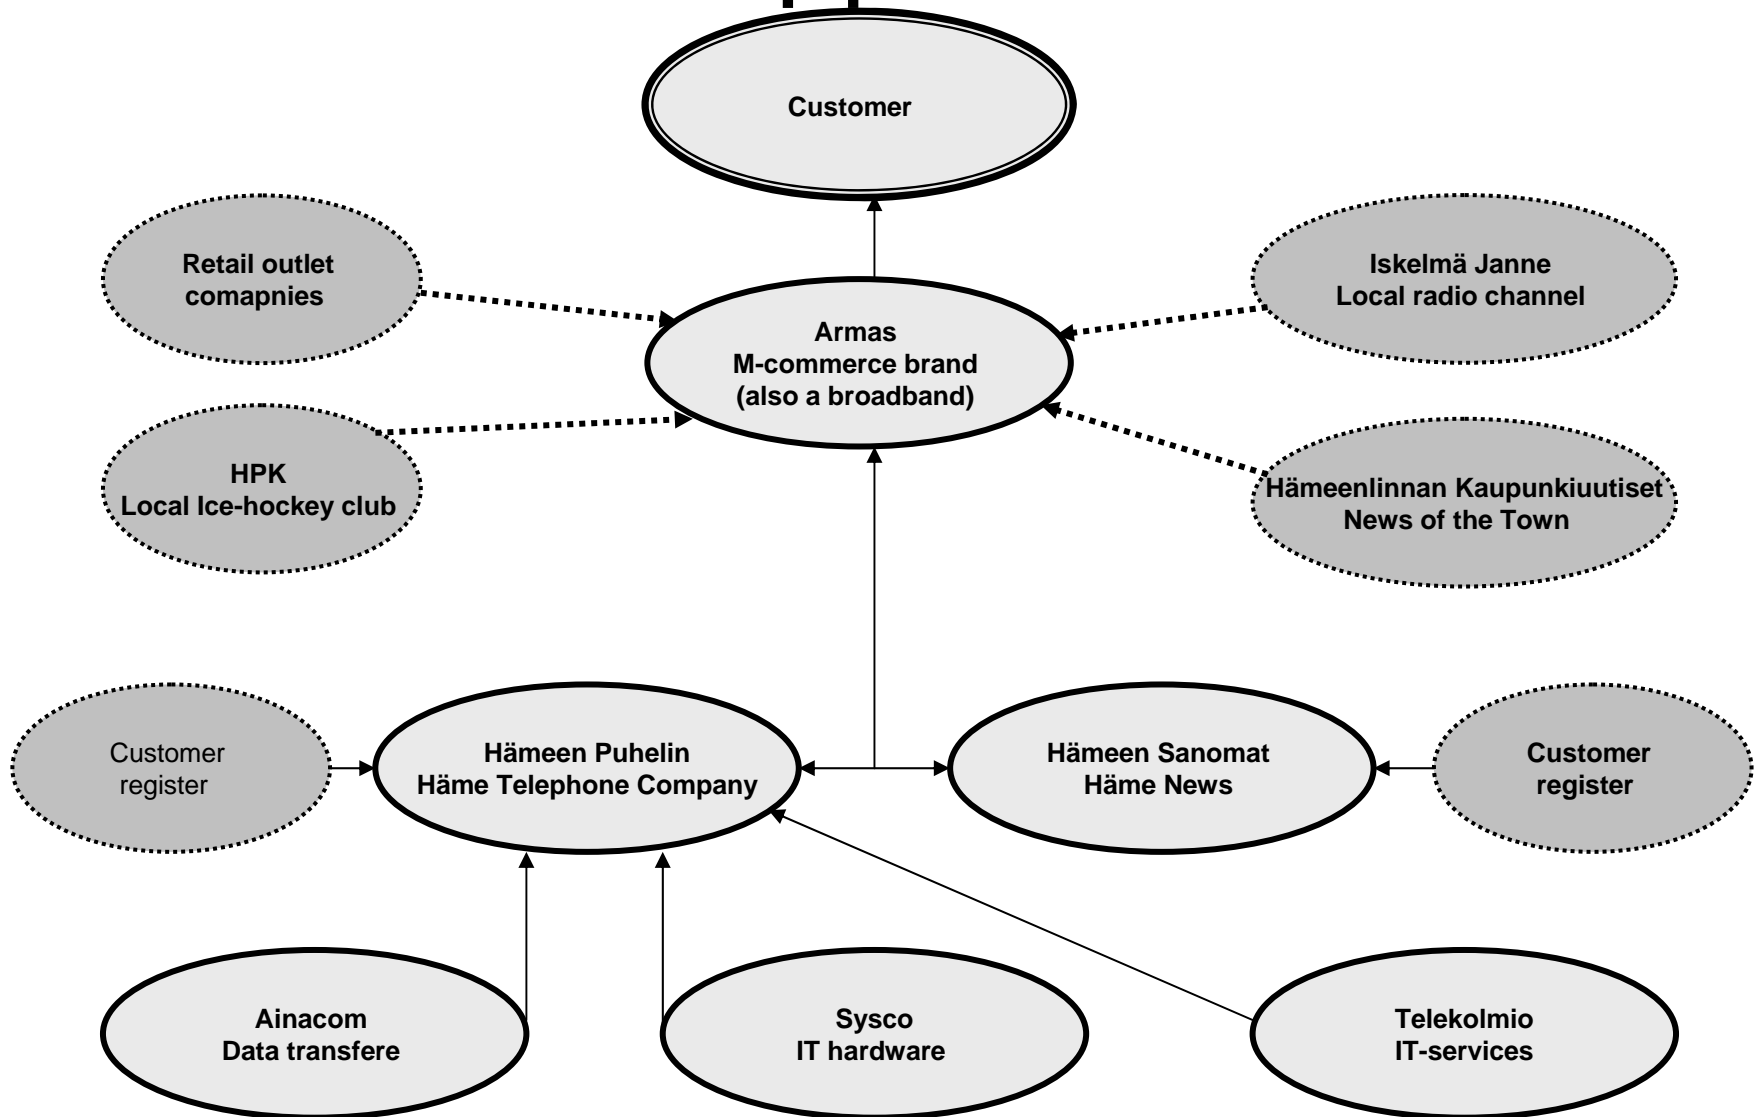 Customer
Retail outlet
comapnies
Iskelmä Janne
Local radio channel
Armas
M-commerce brand
(also a broadband)
HPK
Local Ice-hockey club
Hämeenlinnan Kaupunkiuutiset
News of the Town
Customer
register
Hämeen Puhelin
Häme Telephone Company
Hämeen Sanomat
Häme News
Customer
register
Ainacom
Data transfere
Sysco
IT hardware
Telekolmio
IT-services